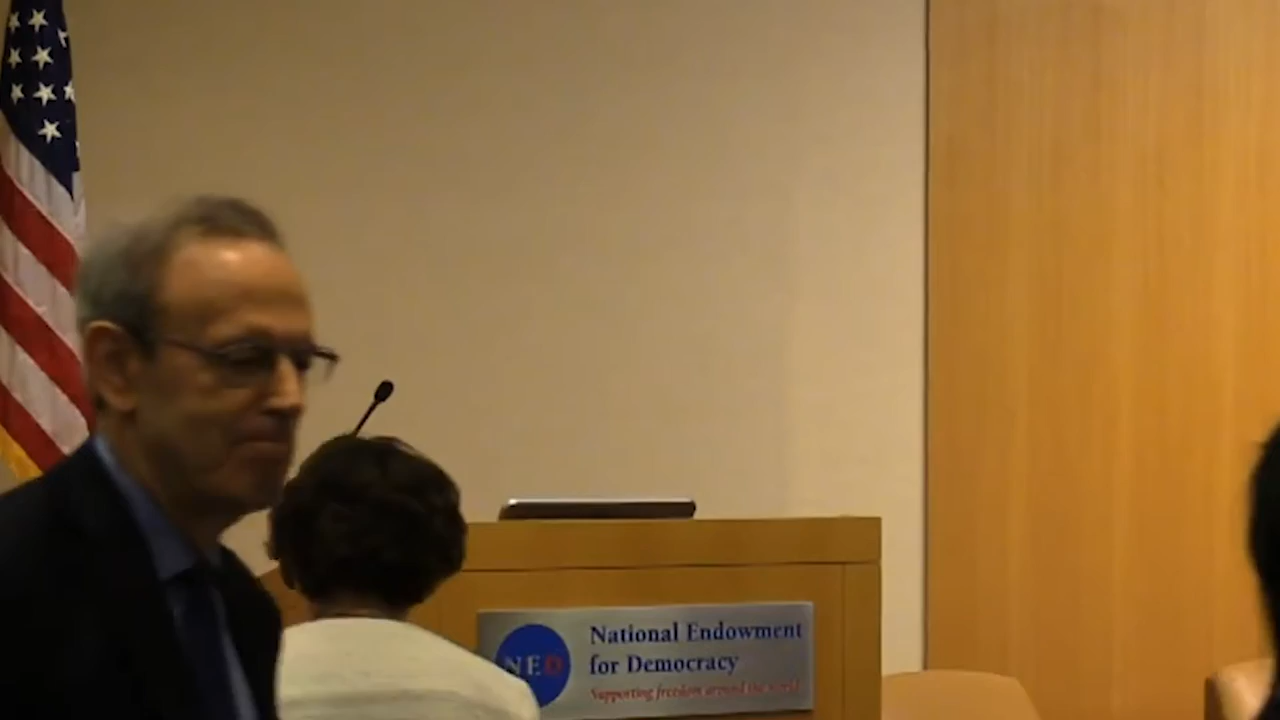 NED
National Endowment
for Democracy
Supporting freedom around the world